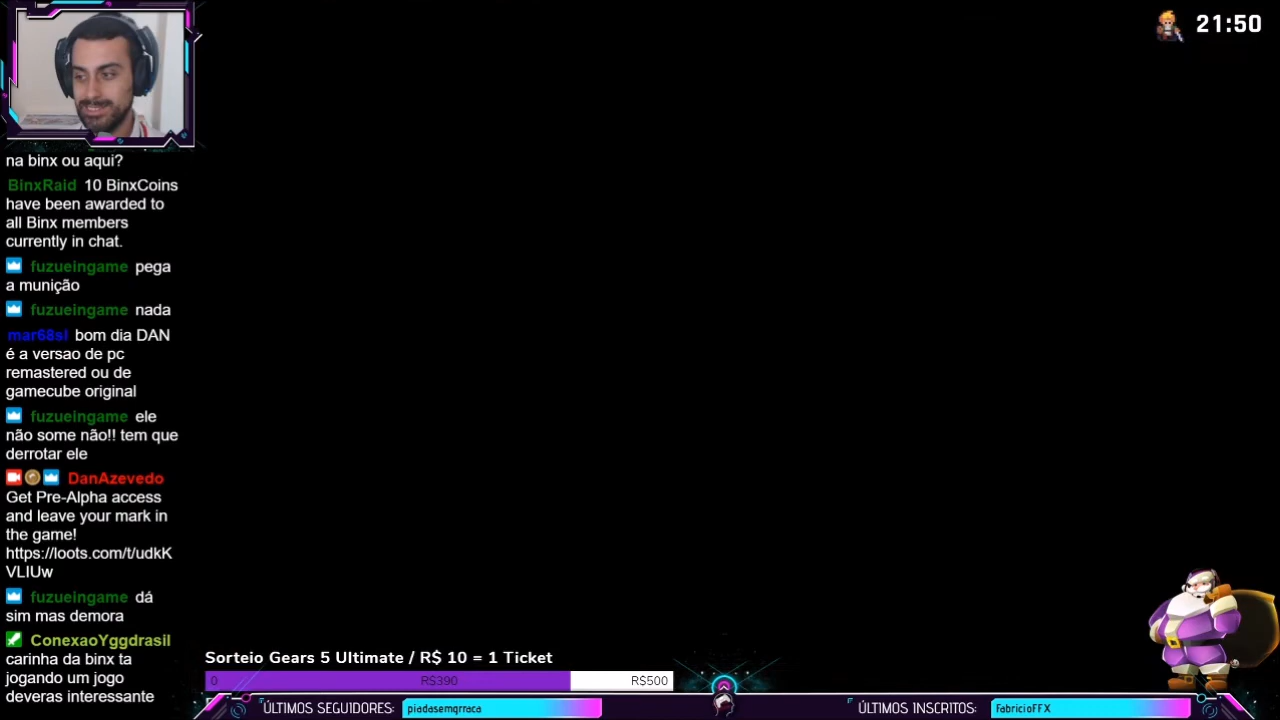 21:50
na binx ou aqui?
BinxRaid 10 BinxCoins
have been awarded to
all Binx members
currently in chat.
fuzueingame pega
a munição
fuzueingame nada
mar68sl bom dia DAN
é a versao de pc
remastered ou de
gamecube original
fuzueingame ele
não some não!! tem que
derrotar ele
DanAzevedo
Get Pre-Alpha access
and leave your mark in
the game!
https://loots.com/t/udkK
VLIUw
fuzueingame dá
sim mas demora
ConexaoYggdrasil
carinha da binx ta
jogando um jogo
deveras interessante
Sorteio Gears 5 Ultimate / R$ 10 = 1 Ticket
0 R$390 R$500
ÚLTIMOS SEGUIDORES: piadasemgraca
ÚLTIMOS INSCRITOS: FabricioFFX